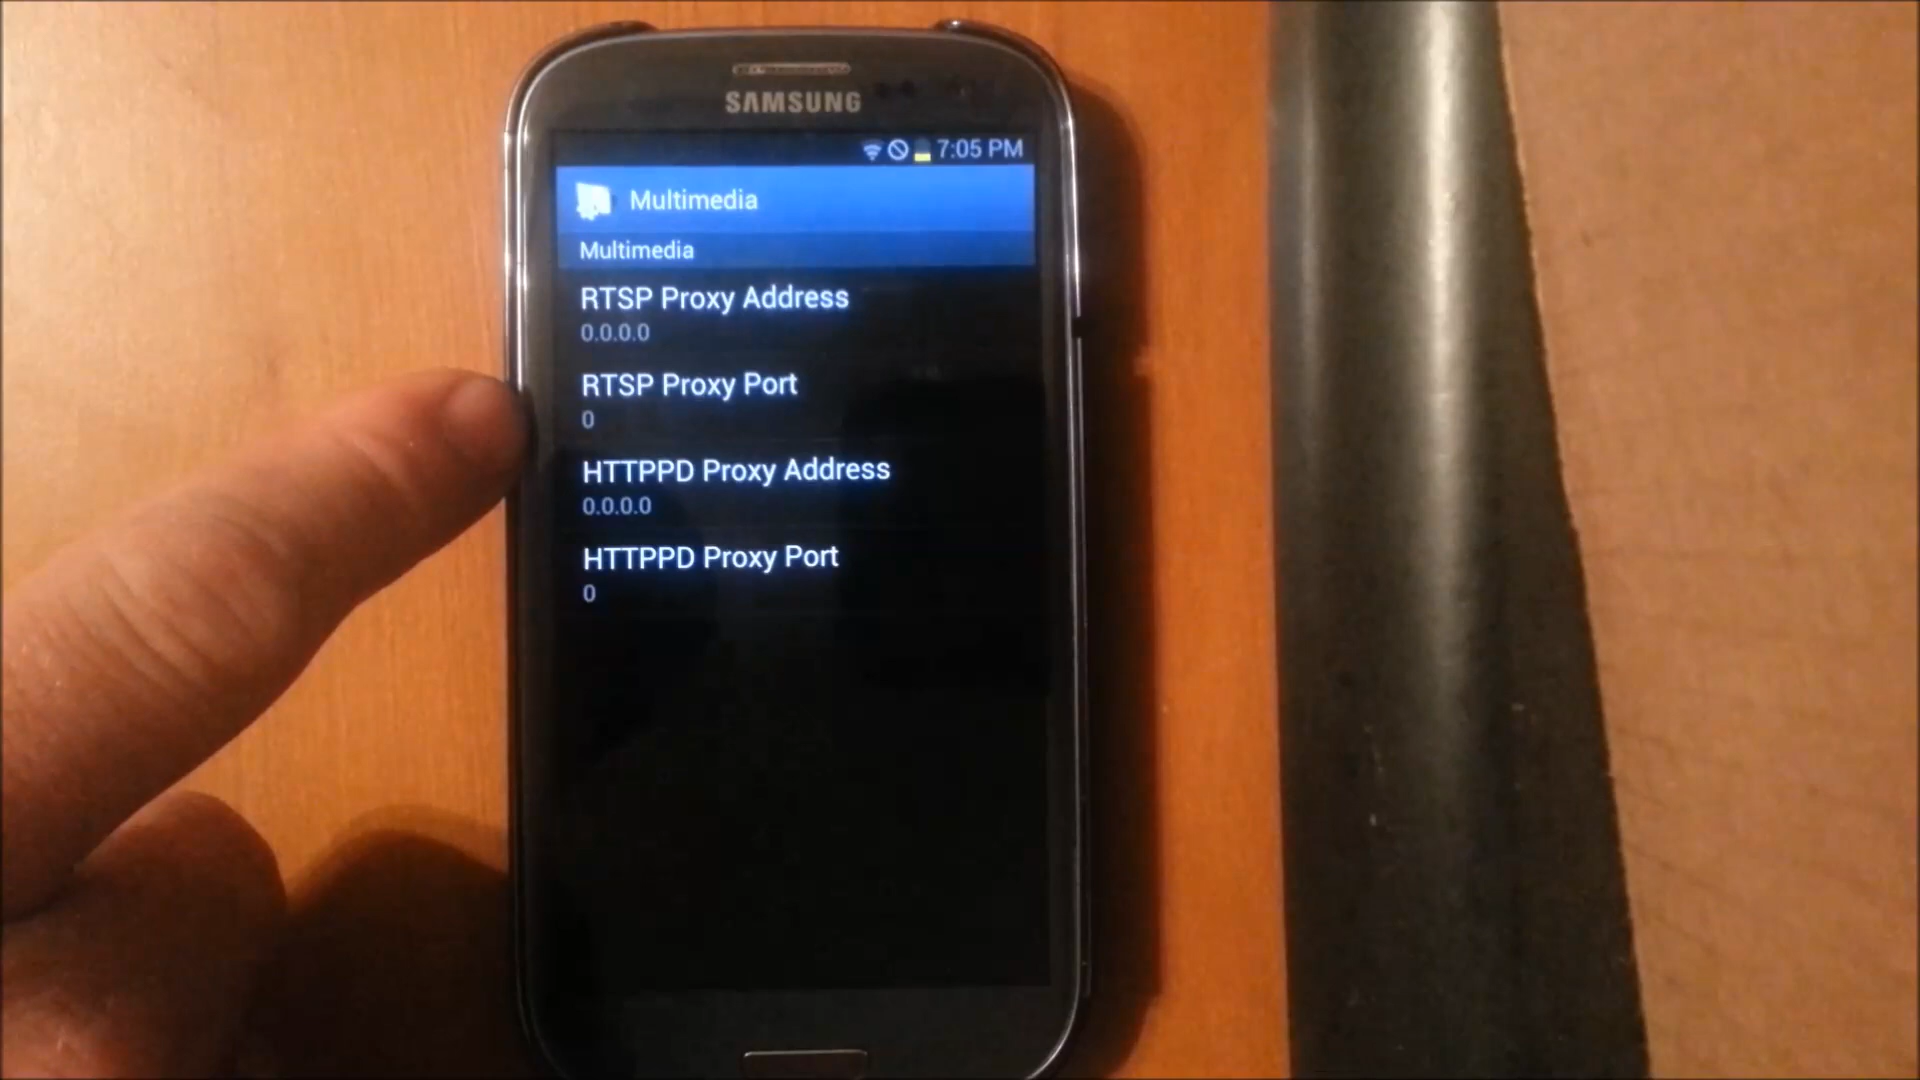 SAMSUNG
7:05 PM
Multimedia
Multimedia
RTSP Proxy Address
0.0.0.0
RTSP Proxy Port
0
HTTPPD Proxy Address
0.0.0.0
HTTPPD Proxy Port
0